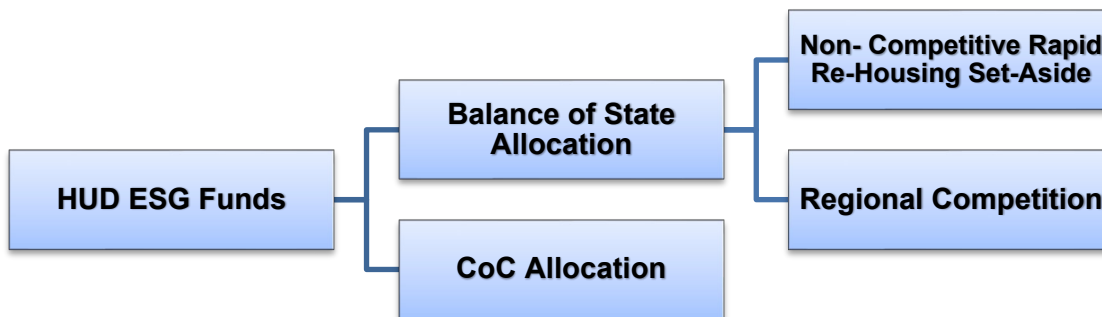 HUD ESG Funds
Balance of State
Allocation
CoC Allocation
Non- Competitive Rapid
Re-Housing Set-Aside
Regional Competition